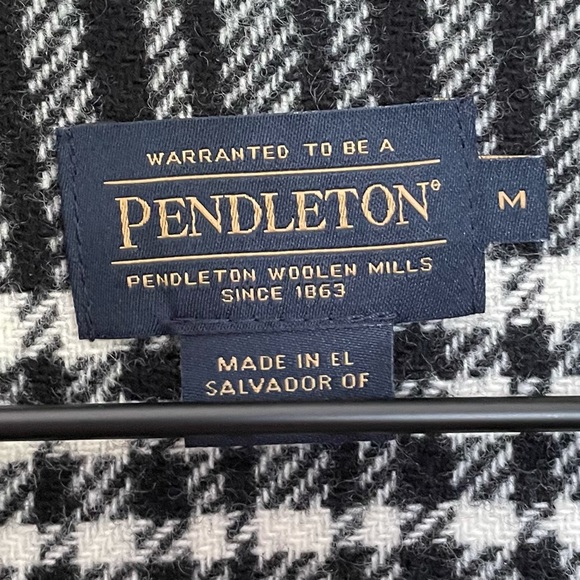 WARRANTED TO BE A
PENDLETON®
M
PENDLETON WOOLEN MILLS
SINCE 1863
MADE IN EL
SALVADOR OF